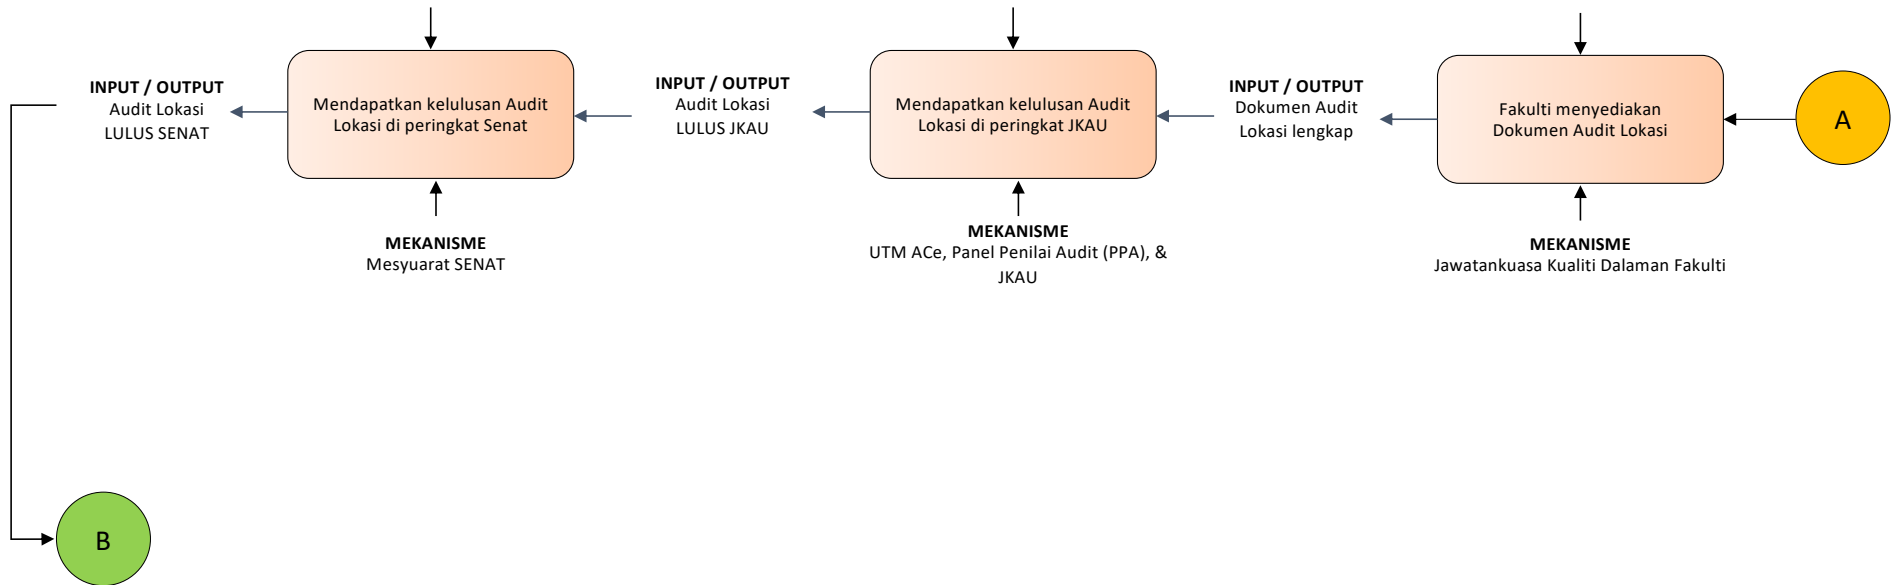 INPUT / OUTPUT
Audit Lokasi
LULUS SENAT
Mendapatkan kelulusan Audit
Lokasi di peringkat Senat
MEKANISME
Mesyuarat SENAT
INPUT / OUTPUT
Audit Lokasi
LULUS JKAU
Mendapatkan kelulusan Audit
Lokasi di peringkat JKAU
MEKANISME
UTM ACe, Panel Penilai Audit (PPA), &
JKAU
INPUT / OUTPUT
Dokumen Audit
Lokasi lengkap
Fakulti menyediakan
Dokumen Audit Lokasi
MEKANISME
Jawatankuasa Kualiti Dalaman Fakulti
A
B